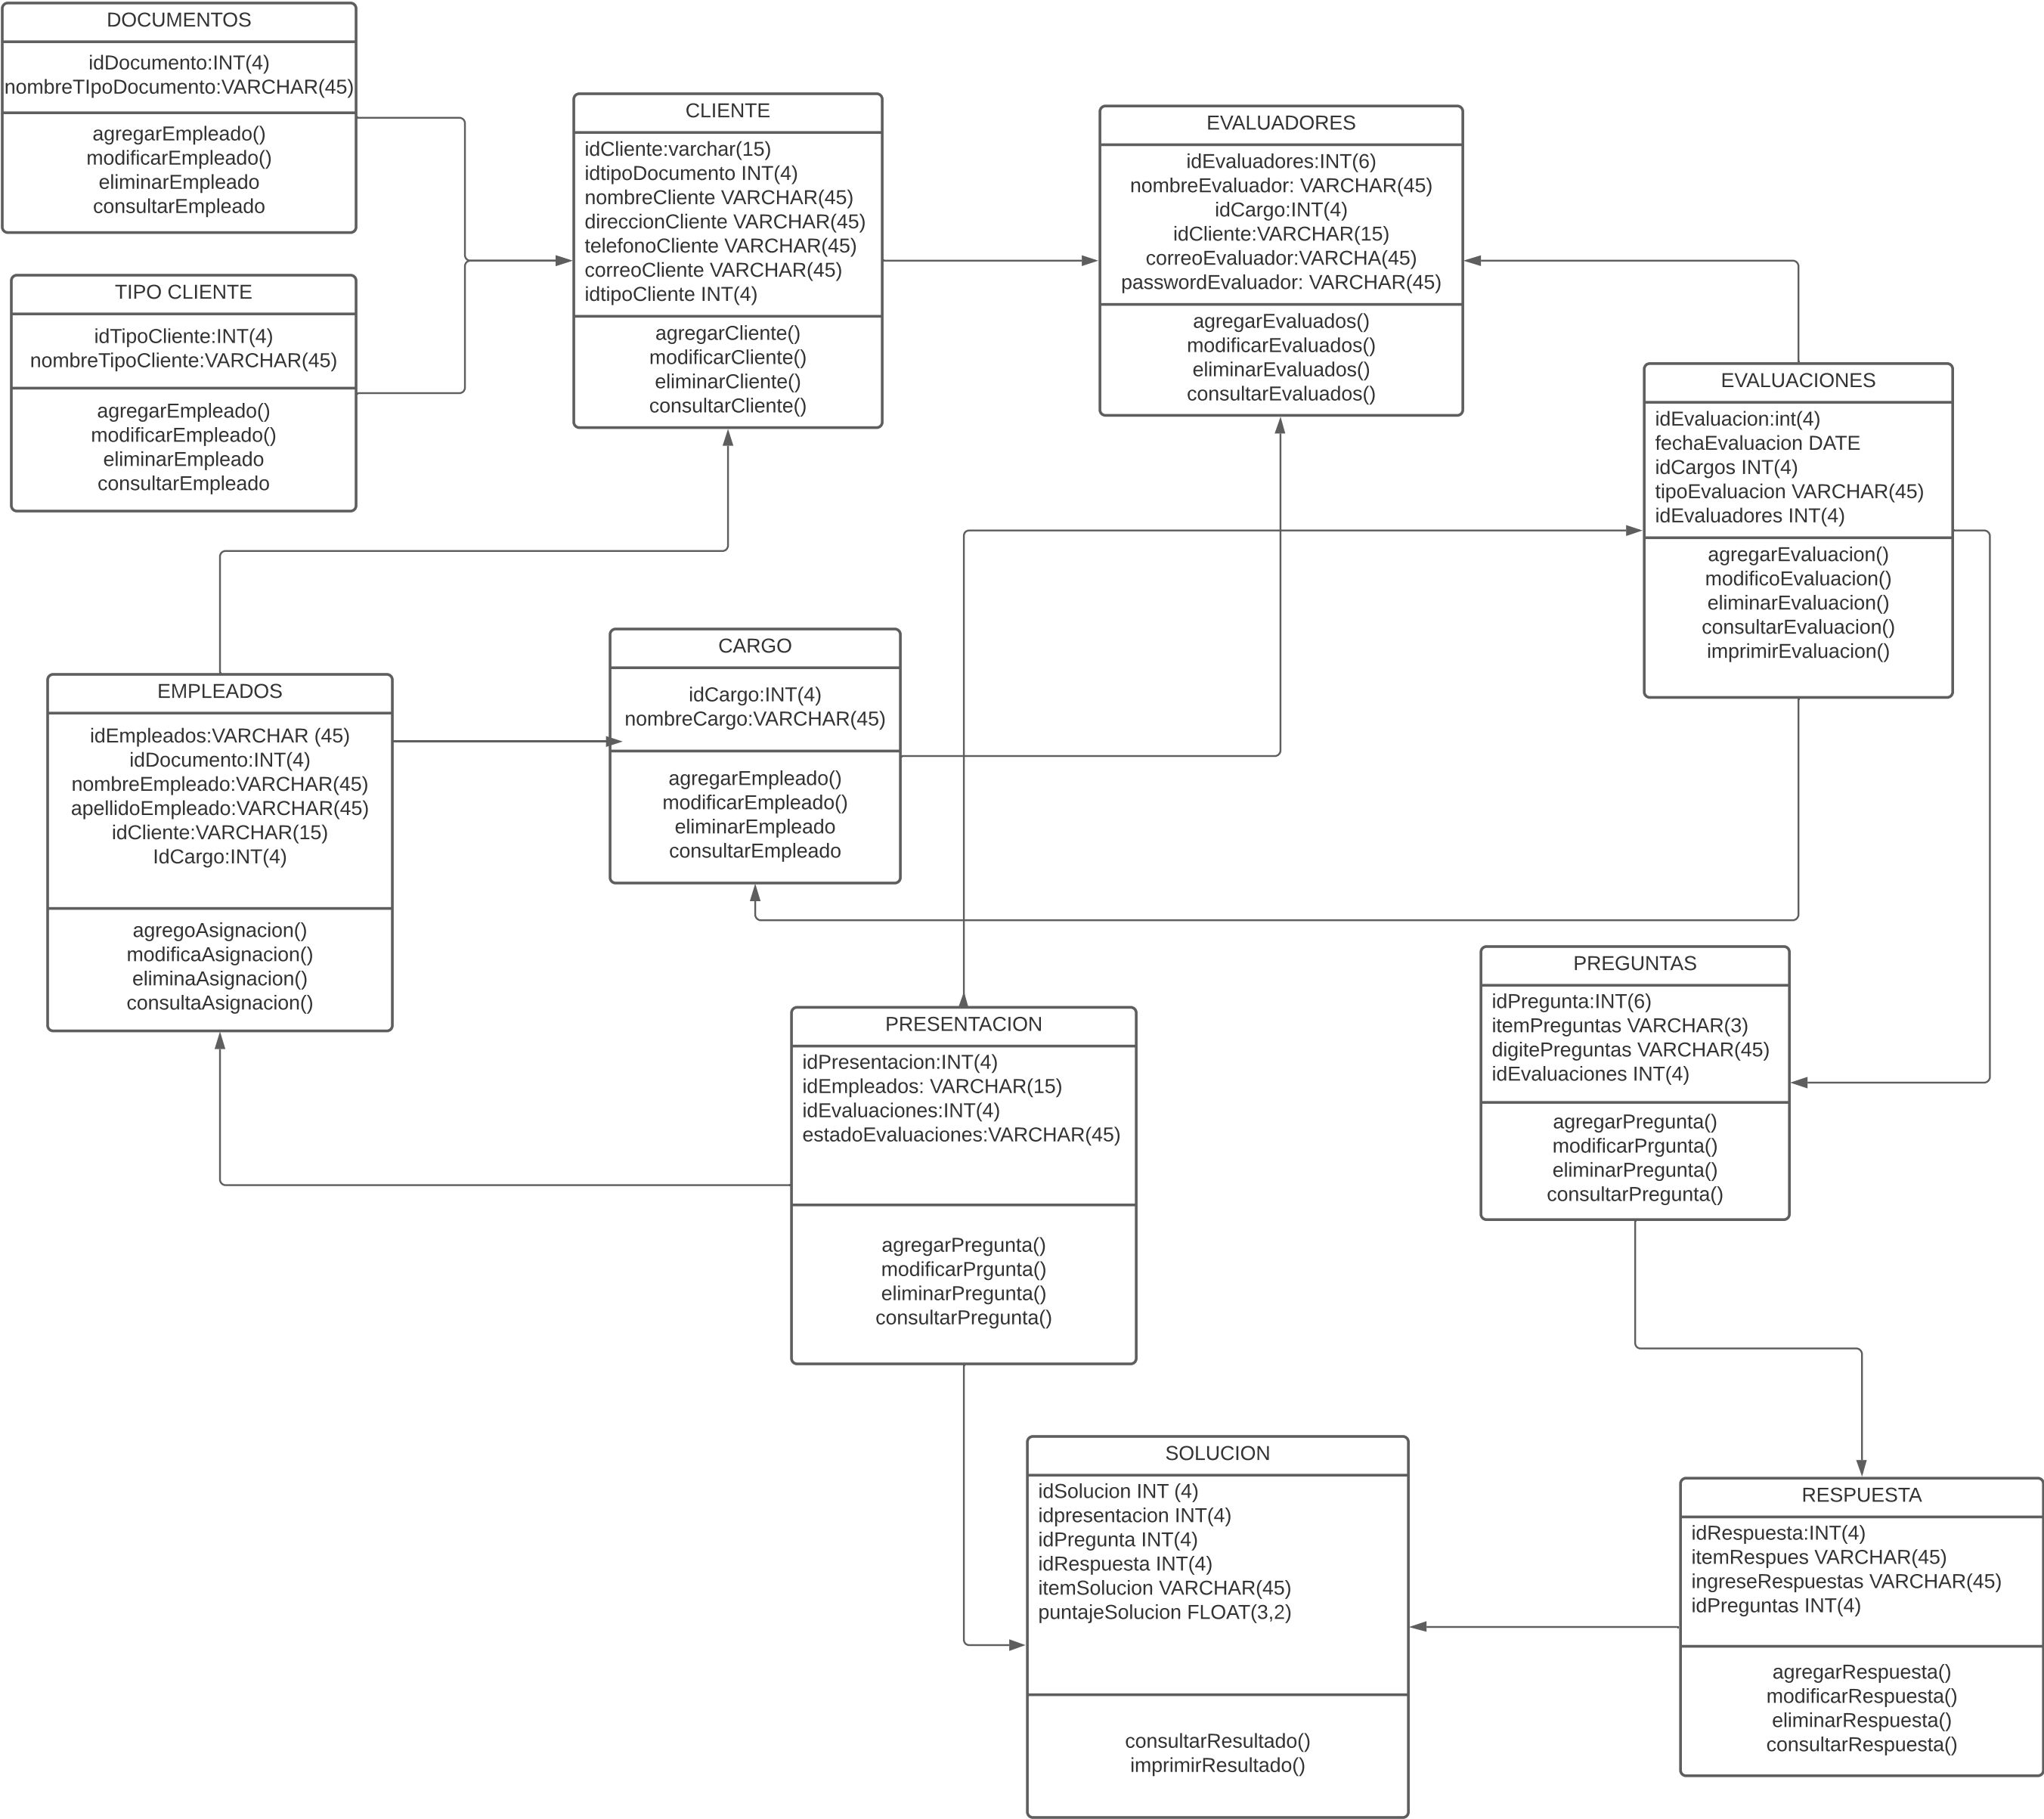 DOCUMENTOS
idDocumento:INT(4)
nombreTIpoDocumento:VARCHAR(45)
agregarEmpleado()
modificarEmpleado()
eliminarEmpleado
consultarEmpleado
TIPO CLIENTE
idTipoCliente:INT(4)
nombreTipoCliente:VARCHAR(45)
agregarEmpleado()
modificarEmpleado()
eliminarEmpleado
consultarEmpleado
CLIENTE
idCliente:varchar(15)
idtipoDocumento INT(4)
nombreCliente VARCHAR(45)
direccionCliente VARCHAR(45)
telefonoCliente VARCHAR(45)
correoCliente VARCHAR(45)
idtipoCliente INT(4)
agregarCliente()
modificarCliente()
eliminarCliente()
consultarCliente()
EVALUADORES
idEvaluadores:INT(6)
nombreEvaluador: VARCHAR(45)
idCargo:INT(4)
idCliente:VARCHAR(15)
correoEvaluador:VARCHA(45)
passwordEvaluador: VARCHAR(45)
agregarEvaluados()
modificarEvaluados()
eliminarEvaluados()
consultarEvaluados()
EVALUACIONES
idEvaluacion:int(4)
fechaEvaluacion DATE
idCargos INT(4)
tipoEvaluacion VARCHAR(45)
idEvaluadores INT(4)
agregarEvaluacion()
modificoEvaluacion()
eliminarEvaluacion()
consultarEvaluacion()
imprimirEvaluacion()
EMPLEADOS
idEmpleados:VARCHAR (45)
idDocumento:INT(4)
nombreEmpleado:VARCHAR(45)
apellidoEmpleado:VARCHAR(45)
idCliente:VARCHAR(15)
IdCargo:INT(4)
agregoAsignacion()
modificaAsignacion()
eliminaAsignacion()
consultaAsignacion()
CARGO
idCargo:INT(4)
nombreCargo:VARCHAR(45)
agregarEmpleado()
modificarEmpleado()
eliminarEmpleado
consultarEmpleado
PRESENTACION
idPresentacion:INT(4)
idEmpleados: VARCHAR(15)
idEvaluaciones:INT(4)
estadoEvaluaciones:VARCHAR(45)
agregarPregunta()
modificarPrgunta()
eliminarPregunta()
consultarPregunta()
PREGUNTAS
idPregunta:INT(6)
itemPreguntas VARCHAR(3)
digitePreguntas VARCHAR(45)
idEvaluaciones INT(4)
agregarPregunta()
modificarPrgunta()
eliminarPregunta()
consultarPregunta()
SOLUCION
idSolucion INT (4)
idpresentacion INT(4)
idPregunta INT(4)
idRespuesta INT(4)
itemSolucion VARCHAR(45)
puntajeSolucion FLOAT(3,2)
consultarResultado()
imprimirResultado()
RESPUESTA
idRespuesta:INT(4)
itemRespues VARCHAR(45)
ingreseRespuestas VARCHAR(45)
idPreguntas INT(4)
agregarRespuesta()
modificarRespuesta()
eliminarRespuesta()
consultarRespuesta()